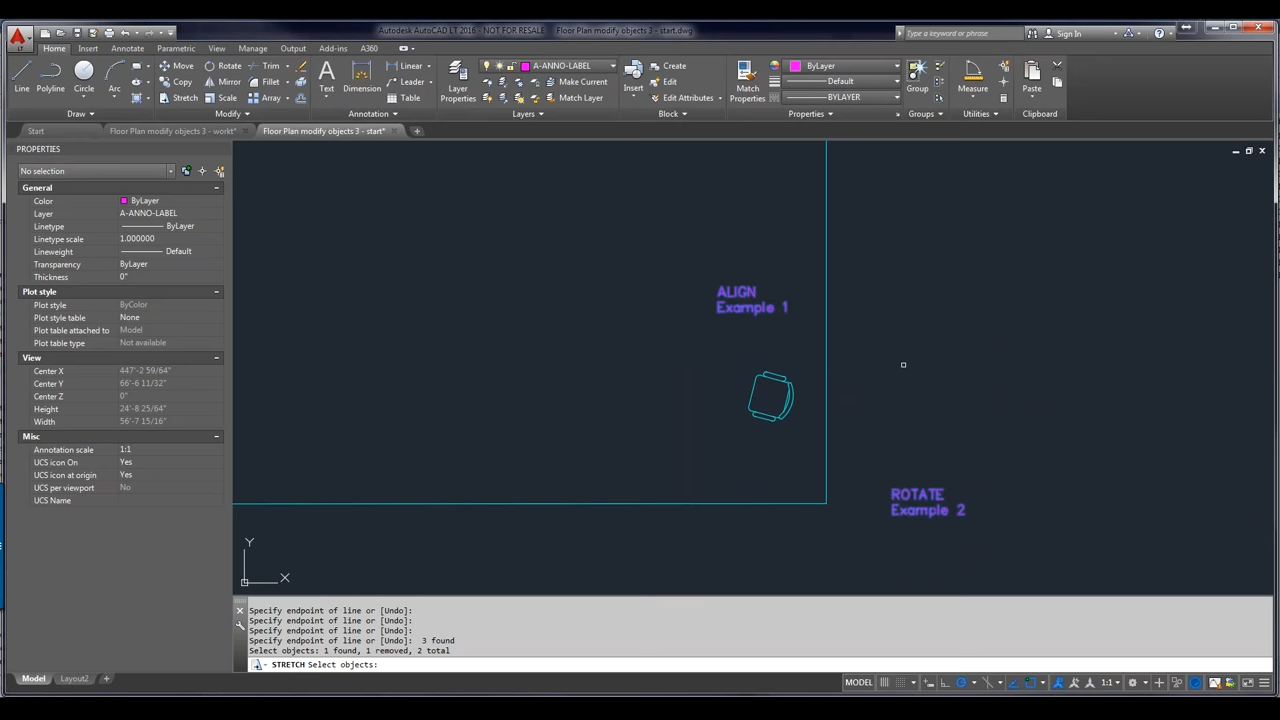 Autodesk AutoCAD LT 2016 - NOT FOR RESALE Floor Plan modify objects 3 - start.dwg
Type a keyword or phrase
Sign In
LT
Home Insert Annotate Parametric View Manage Output Add-ins A360
Line Polyline Circle Arc
Move Rotate Trim
Copy Mirror Fillet
Stretch Scale Array
Text Dimension
Linear
Leader
Table
Layer Properties
A-ANNO-LABEL
Make Current
Match Layer
Insert
Create
Edit
Edit Attributes
Match Properties
ByLayer
Default
BYLAYER
Group
Measure
Paste
Draw Modify Annotation Layers Block Properties Groups Utilities Clipboard
Start Floor Plan modify objects 3 - workt* Floor Plan modify objects 3 - start*
PROPERTIES
No selection
General
Color ByLayer
Layer A-ANNO-LABEL
Linetype ByLayer
Linetype scale 1.000000
Lineweight Default
Transparency ByLayer
Thickness 0"
Plot style
Plot style ByColor
Plot style table None
Plot table attached to Model
Plot table type Not available
View
Center X 447'-2 59/64"
Center Y 66'-6 11/32"
Center Z 0"
Height 24'-8 25/64"
Width 56'-7 15/16"
Misc
Annotation scale 1:1
UCS icon On Yes
UCS icon at origin Yes
UCS per viewport No
UCS Name
ALIGN
Example 1
ROTATE
Example 2
Y
X
Specify endpoint of line or [Undo]:
Specify endpoint of line or [Undo]:
Specify endpoint of line or [Undo]:
Specify endpoint of line or [Undo]: 3 found
Select objects: 1 found, 1 removed, 2 total
STRETCH Select objects:
Model Layout2
MODEL 1:1